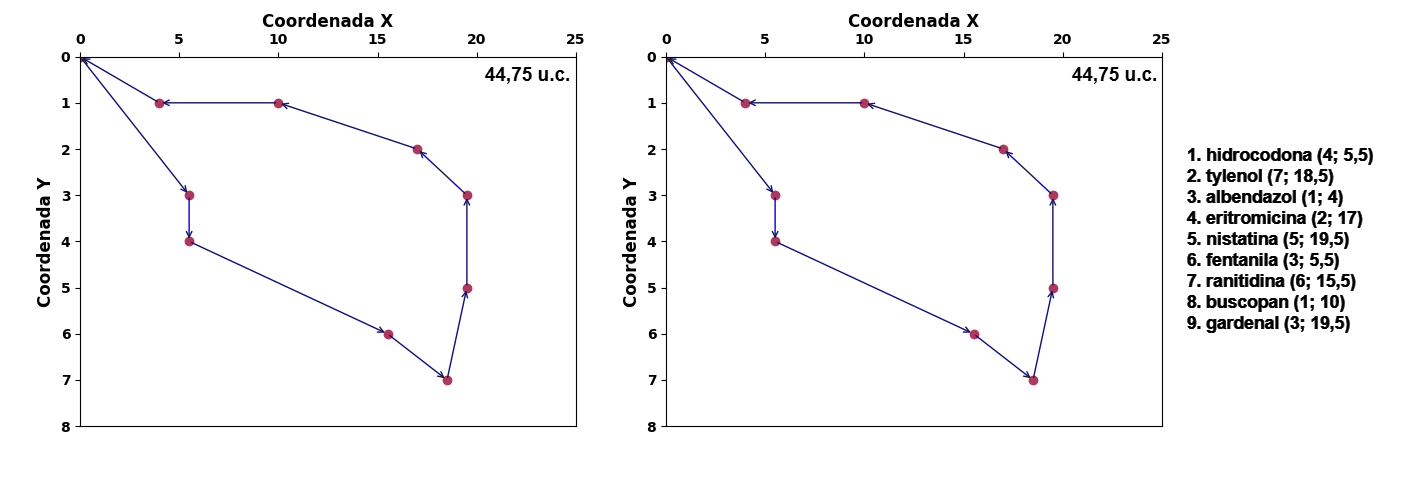 Coordenada X
0 5 10 15 20 25
44,75 u.c.
Coordenada Y
0
1
2
3
4
5
6
7
8
Coordenada X
0 5 10 15 20 25
44,75 u.c.
Coordenada Y
0
1
2
3
4
5
6
7
8
1. hidrocodona (4; 5,5)
2. tylenol (7; 18,5)
3. albendazol (1; 4)
4. eritromicina (2; 17)
5. nistatina (5; 19,5)
6. fentanila (3; 5,5)
7. ranitidina (6; 15,5)
8. buscopan (1; 10)
9. gardenal (3; 19,5)